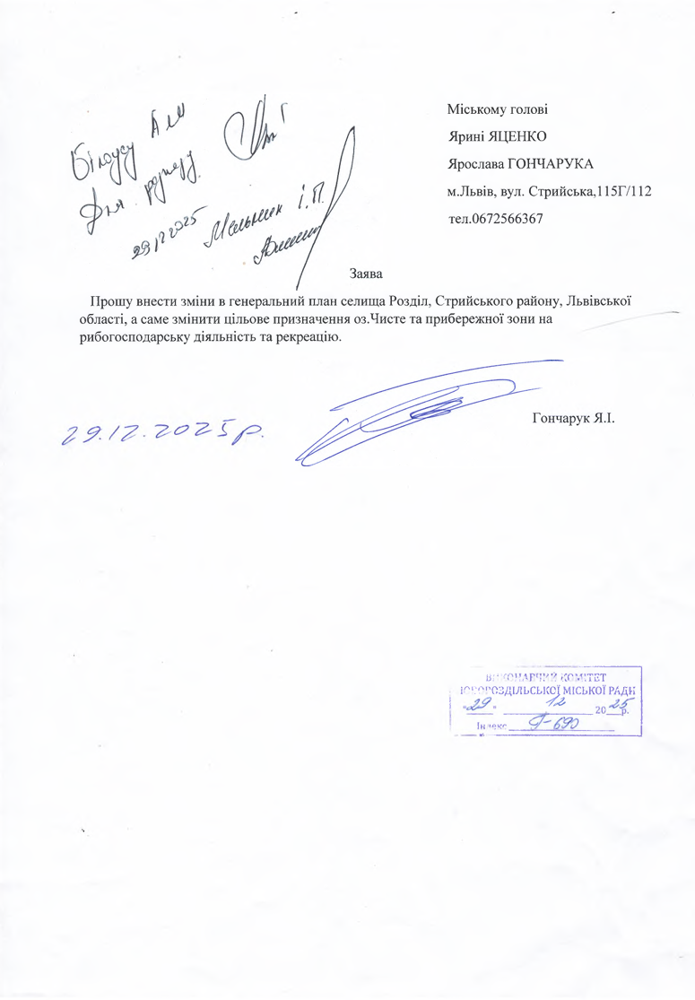 Міському голові
Ярині ЯЦЕНКО
Ярослава ГОНЧАРУКА
м.Львів, вул. Стрийська,115Г/112
тел.0672566367
Білоусу А М
Для розгляду
29.12.2025
Мельник І.П.
Заява
Прошу внести зміни в генеральний план селища Розділ, Стрийського району, Львівської
області, а саме змінити цільове призначення оз.Чисте та прибережної зони на
рибогосподарську діяльність та рекреацію.
29.12.2025р.
Гончарук Я.І.
ВИКОНАВЧИЙ КОМІТЕТ
НОВОРОЗДІЛЬСЬКОЇ МІСЬКОЇ РАДИ
"29" 12 2025р.
Індекс Г-690